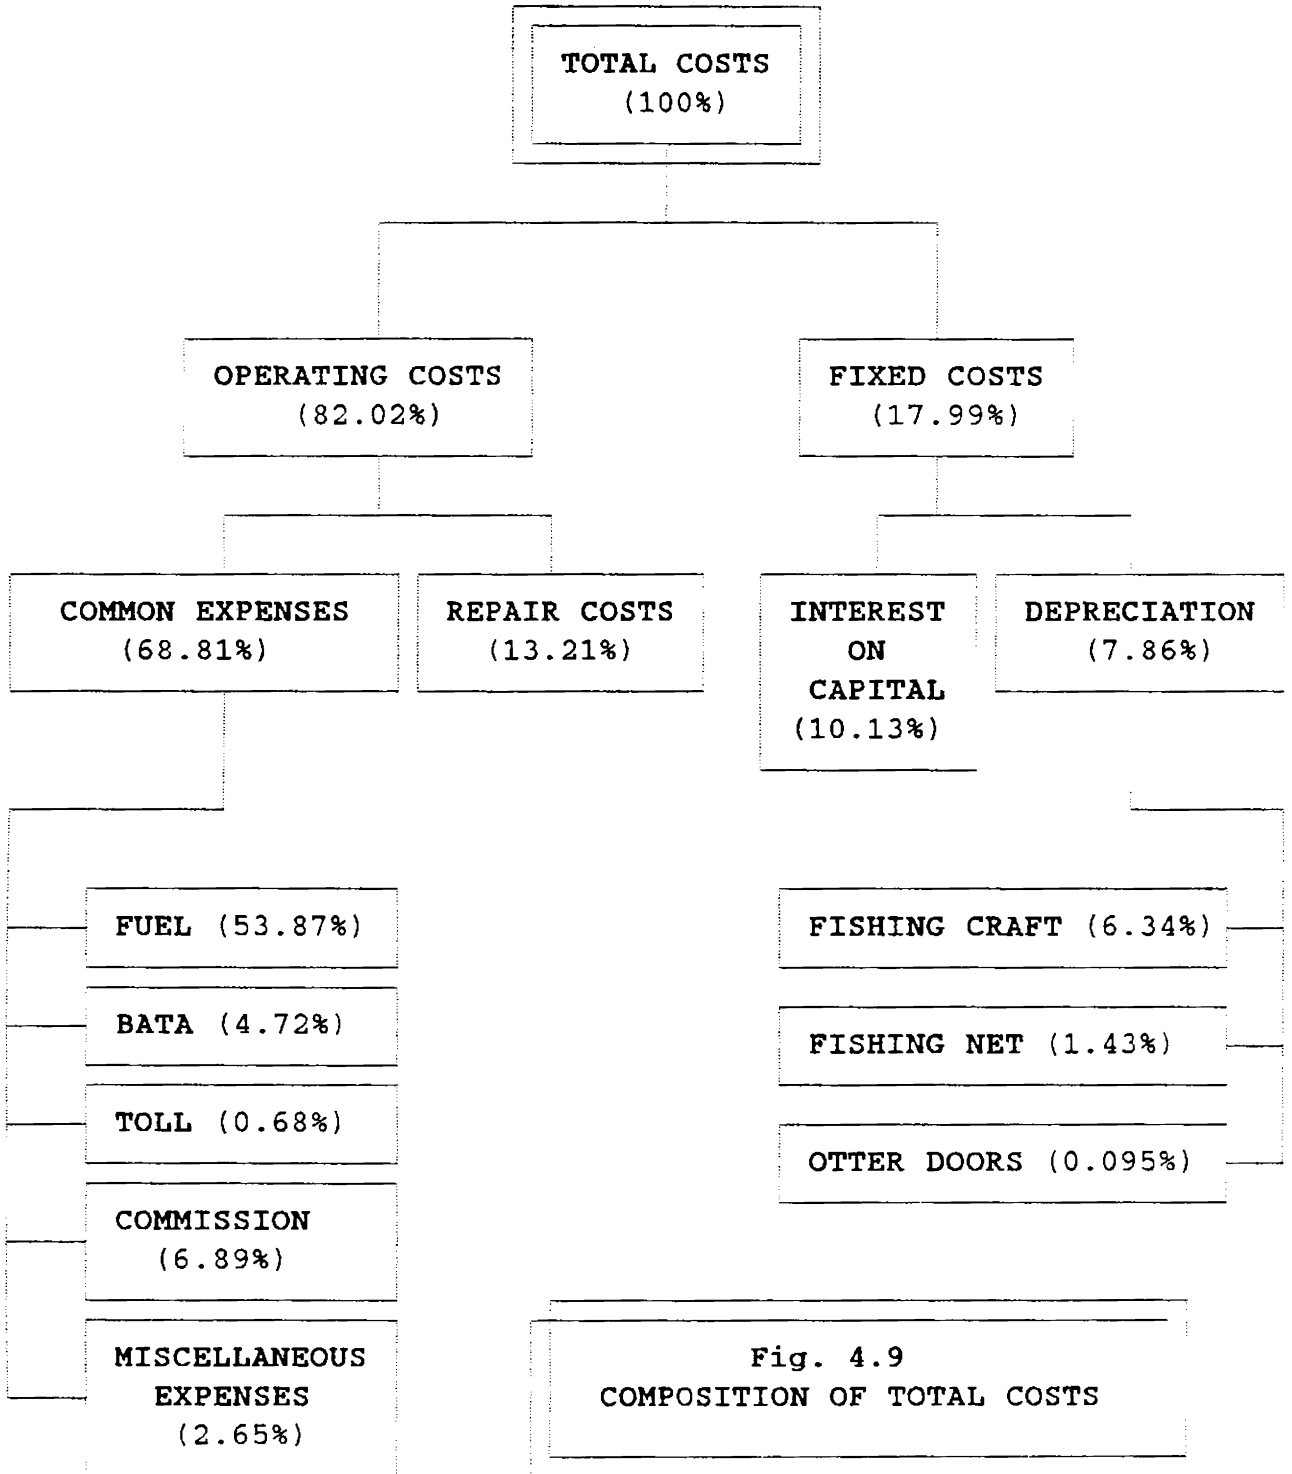 TOTAL COSTS
(100%)
OPERATING COSTS
(82.02%)
FIXED COSTS
(17.99%)
COMMON EXPENSES
(68.81%)
REPAIR COSTS
(13.21%)
INTEREST
ON
CAPITAL
(10.13%)
DEPRECIATION
(7.86%)
FUEL (53.87%)
BATA (4.72%)
TOLL (0.68%)
COMMISSION
(6.89%)
MISCELLANEOUS
EXPENSES
(2.65%)
FISHING CRAFT (6.34%)
FISHING NET (1.43%)
OTTER DOORS (0.095%)
Fig. 4.9
COMPOSITION OF TOTAL COSTS